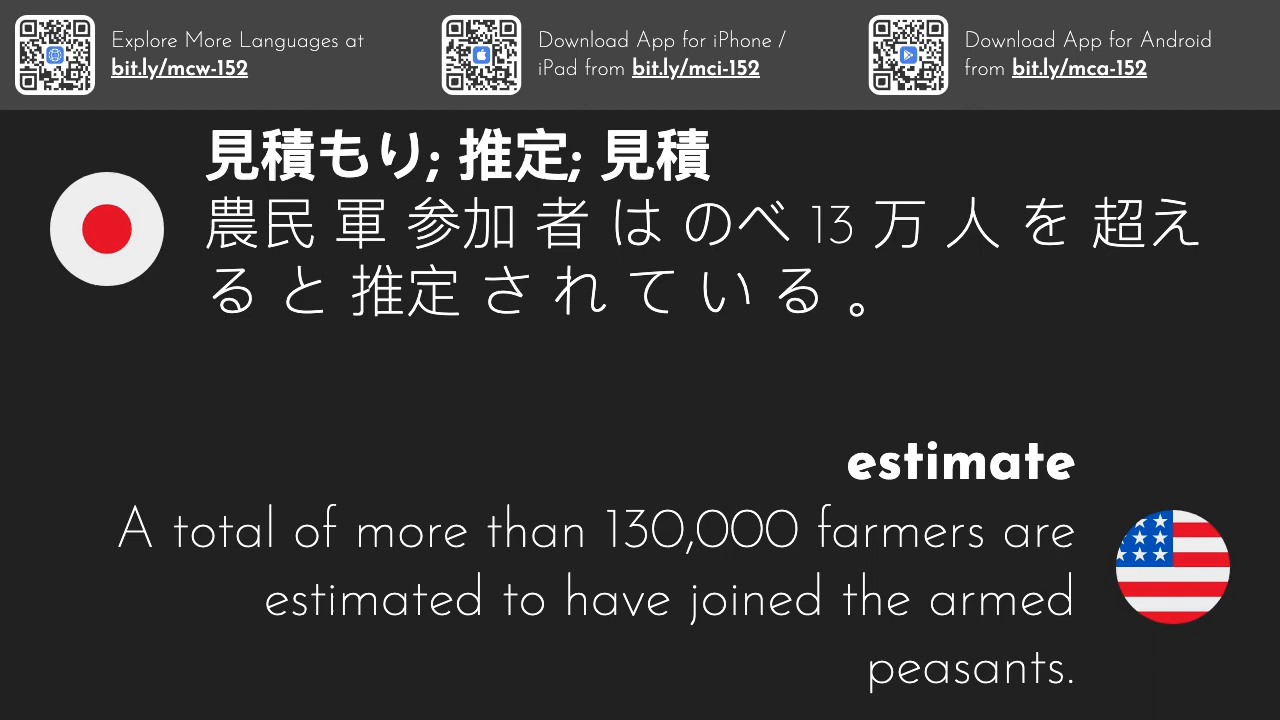 Explore More Languages at
bit.ly/mcw-152
Download App for iPhone /
iPad from bit.ly/mci-152
Download App for Android
from bit.ly/mca-152
見積もり; 推定; 見積
農民 軍 参加 者 は のべ 13 万 人 を 超え
る と 推定 さ れ て い る 。
estimate
A total of more than 130,000 farmers are
estimated to have joined the armed
peasants.